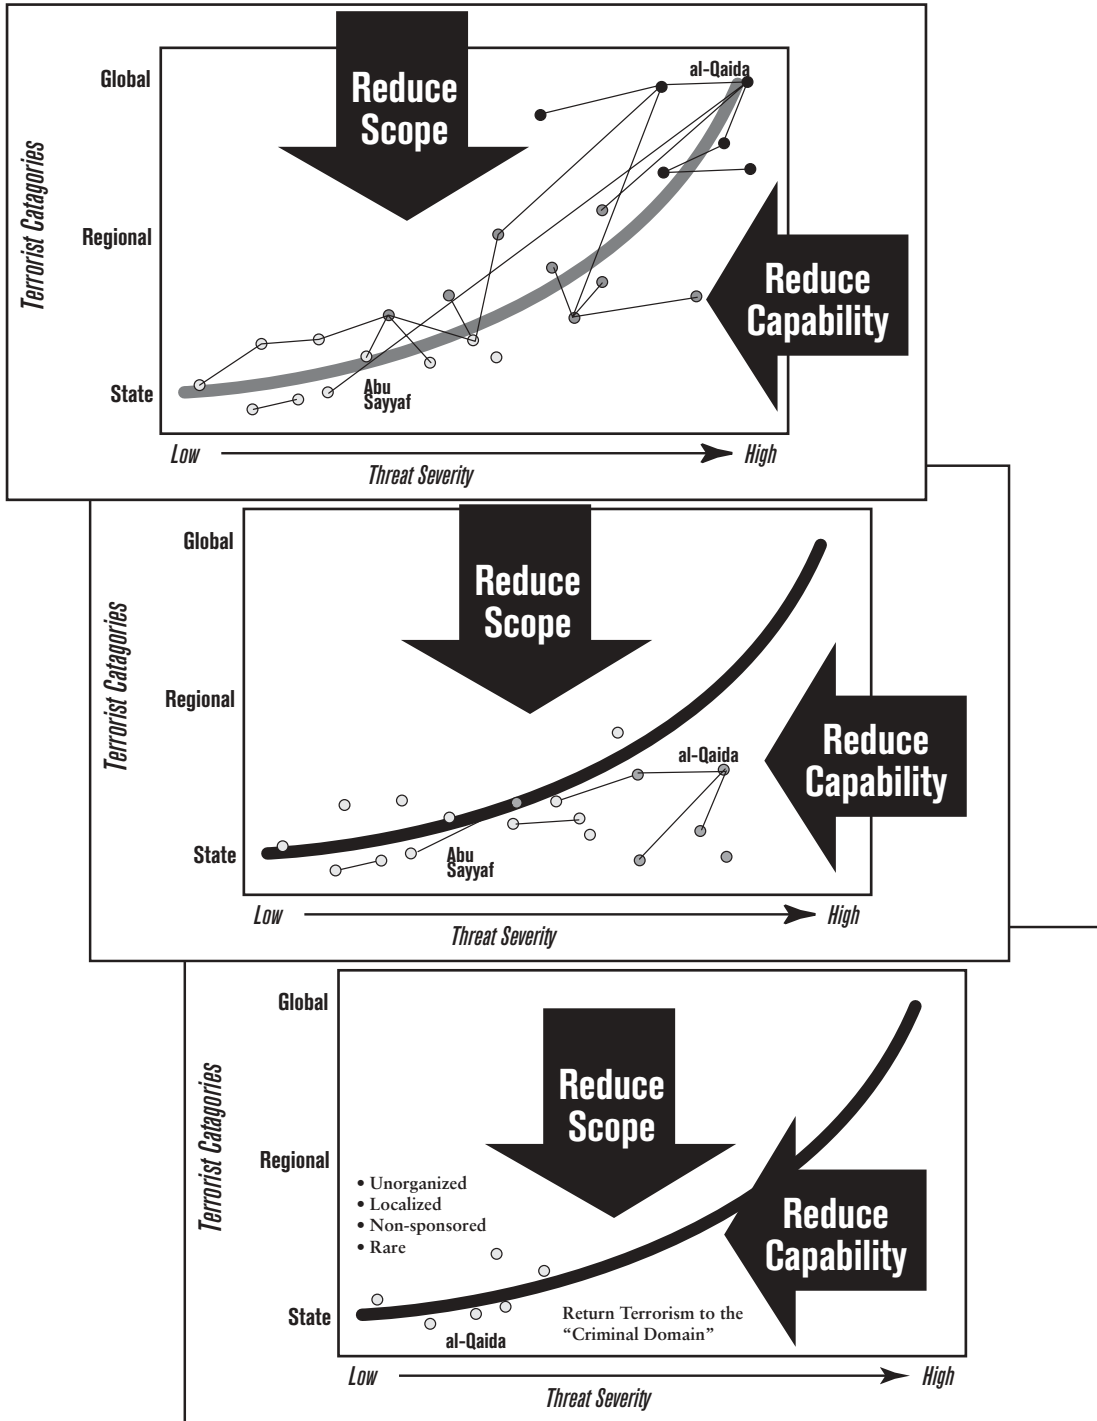 Reduce
Scope
al-Qaida
Global
Terrorist Catagories
Regional
Reduce
Capability
State
Abu
Sayyaf
Low
High
Threat Severity
Global
Reduce
Scope
Terrorist Catagories
Regional
al-Qaida
Reduce
Capability
State
Abu
Sayyaf
Low
High
Threat Severity
Global
Reduce
Scope
Terrorist Catagories
Regional
• Unorganized
• Localized
• Non-sponsored
• Rare
Reduce
Capability
State
Return Terrorism to the
“Criminal Domain”
al-Qaida
Low
High
Threat Severity